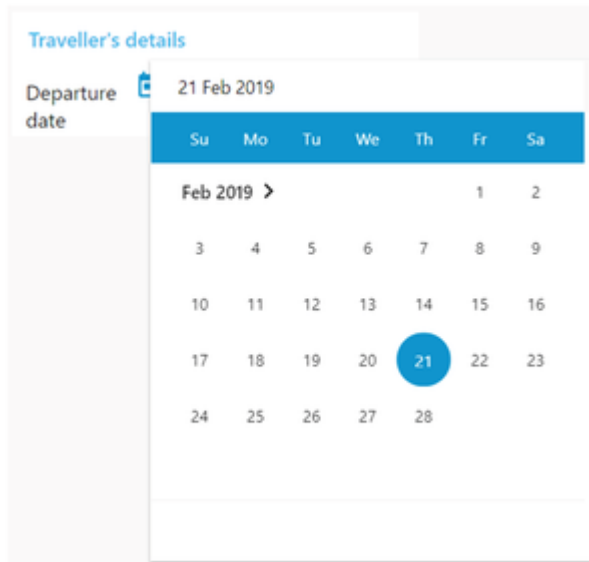 Traveller's details
Departure
date
21 Feb 2019
Su Mo Tu We Th Fr Sa
Feb 2019 1 2
3 4 5 6 7 8 9
10 11 12 13 14 15 16
17 18 19 20 21 22 23
24 25 26 27 28